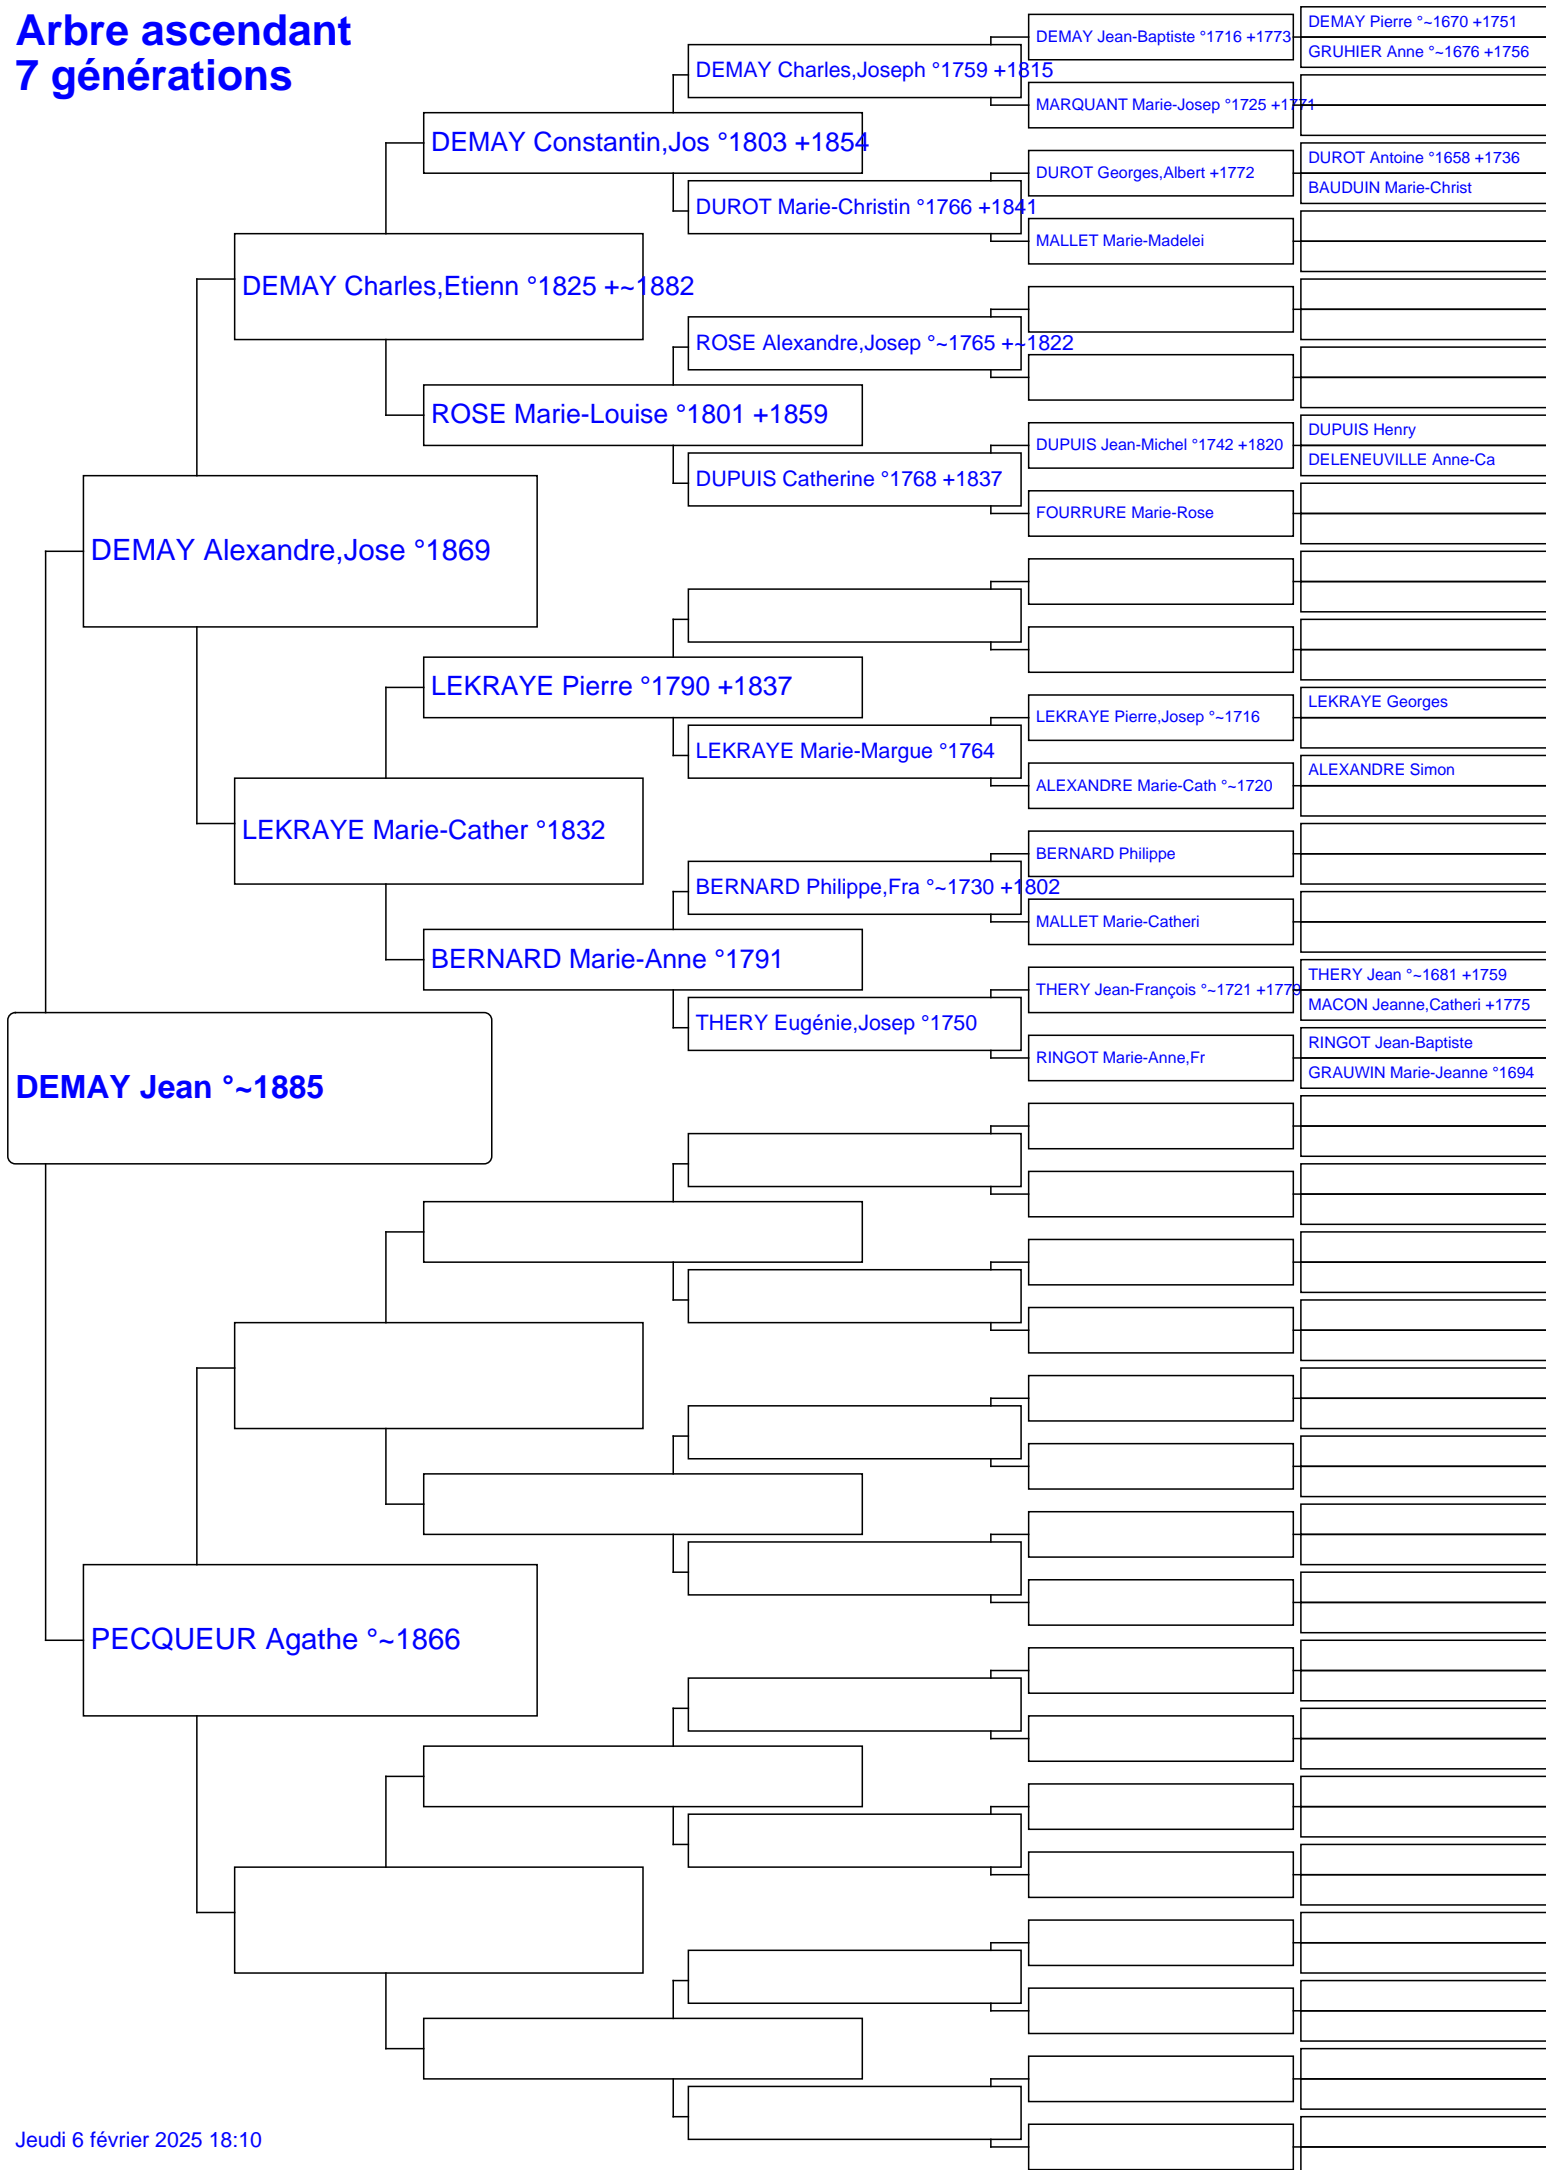 Arbre ascendant
7 générations
DEMAY Pierre °~1670 +1751
DEMAY Jean-Baptiste °1716 +1773
GRUHIER Anne °~1676 +1756
DEMAY Charles,Joseph °1759 +1815
MARQUANT Marie-Josep °1725 +1771
DEMAY Constantin,Jos °1803 +1854
DUROT Antoine °1658 +1736
DUROT Georges,Albert +1772
BAUDUIN Marie-Christ
DUROT Marie-Christin °1766 +1841
MALLET Marie-Madelei
DEMAY Charles,Etienn °1825 +~1882
ROSE Alexandre,Josep °~1765 +~1822
ROSE Marie-Louise °1801 +1859
DUPUIS Henry
DUPUIS Jean-Michel °1742 +1820
DELENEUVILLE Anne-Ca
DUPUIS Catherine °1768 +1837
FOURRURE Marie-Rose
DEMAY Alexandre,Jose °1869
LEKRAYE Pierre °1790 +1837
LEKRAYE Georges
LEKRAYE Pierre,Josep °~1716
LEKRAYE Marie-Margue °1764
ALEXANDRE Simon
ALEXANDRE Marie-Cath °~1720
LEKRAYE Marie-Cather °1832
BERNARD Philippe
BERNARD Philippe,Fra °~1730 +1802
MALLET Marie-Catheri
BERNARD Marie-Anne °1791
THERY Jean °~1681 +1759
THERY Jean-François °~1721 +1779
MACON Jeanne,Catheri +1775
THERY Eugénie,Josep °1750
RINGOT Jean-Baptiste
RINGOT Marie-Anne,Fr
GRAUWIN Marie-Jeanne °1694
DEMAY Jean °~1885
PECQUEUR Agathe °~1866
Jeudi 6 février 2025 18:10